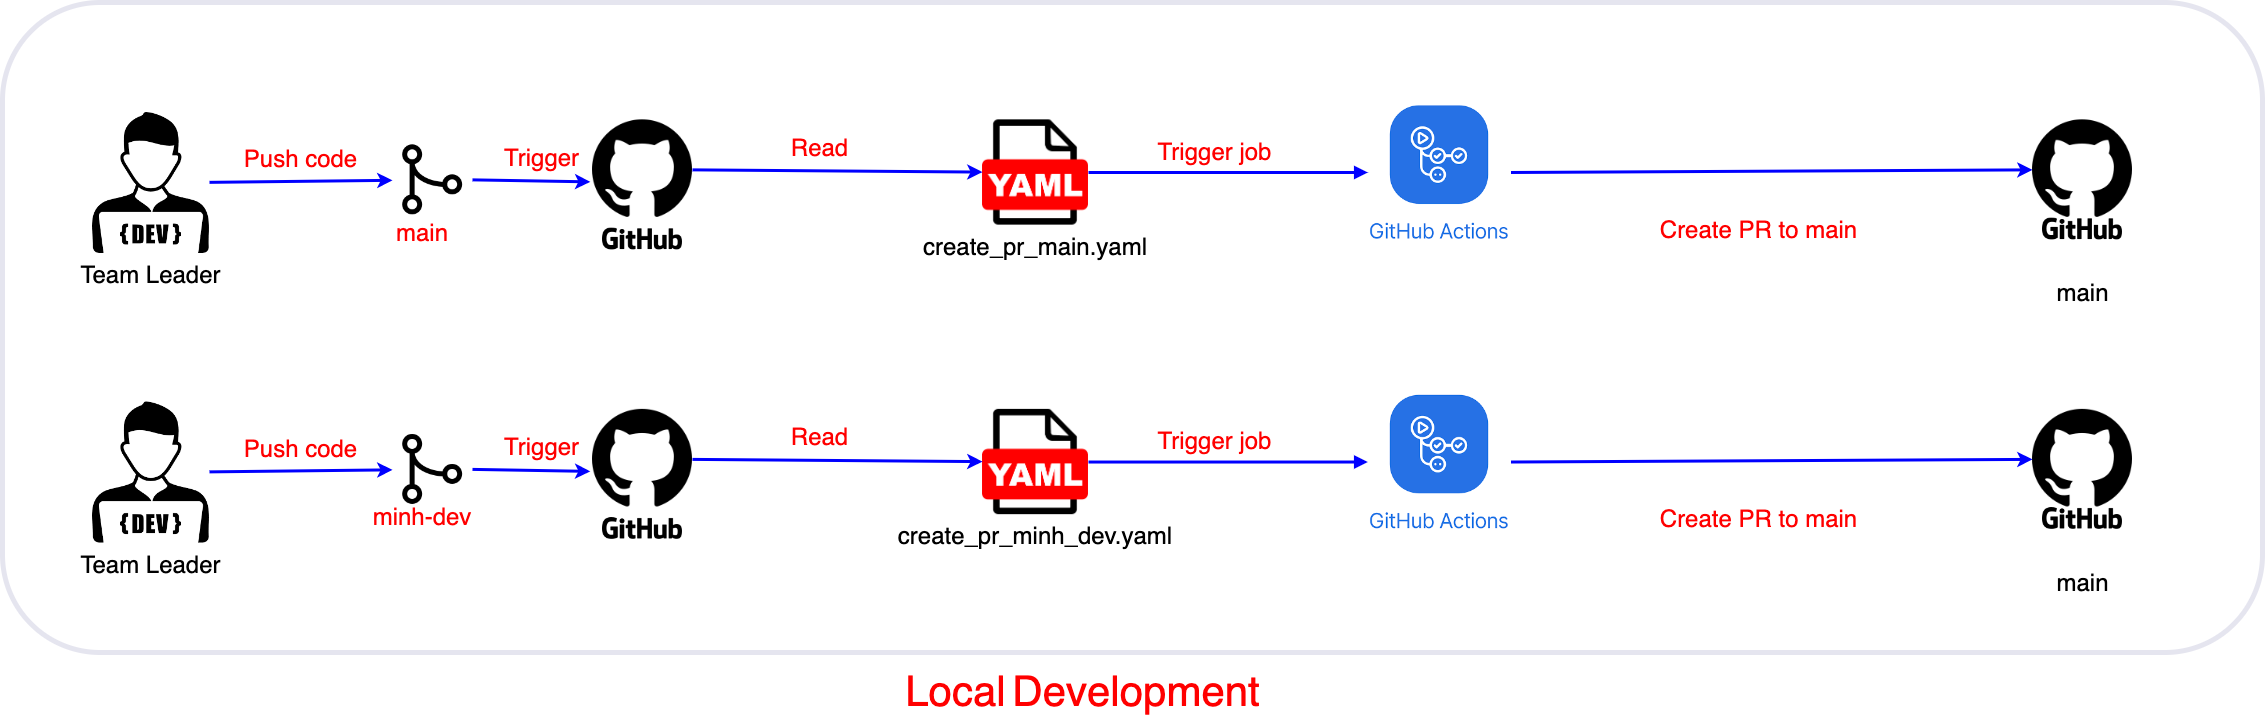 Push code
Trigger
Read
Trigger job
{DEV}
main
GitHub
YAML
create_pr_main.yaml
GitHub Actions
Create PR to main
GitHub
Team Leader
main
Push code
Trigger
Read
Trigger job
{DEV}
minh-dev
GitHub
YAML
create_pr_minh_dev.yaml
GitHub Actions
Create PR to main
GitHub
Team Leader
main
Local Development